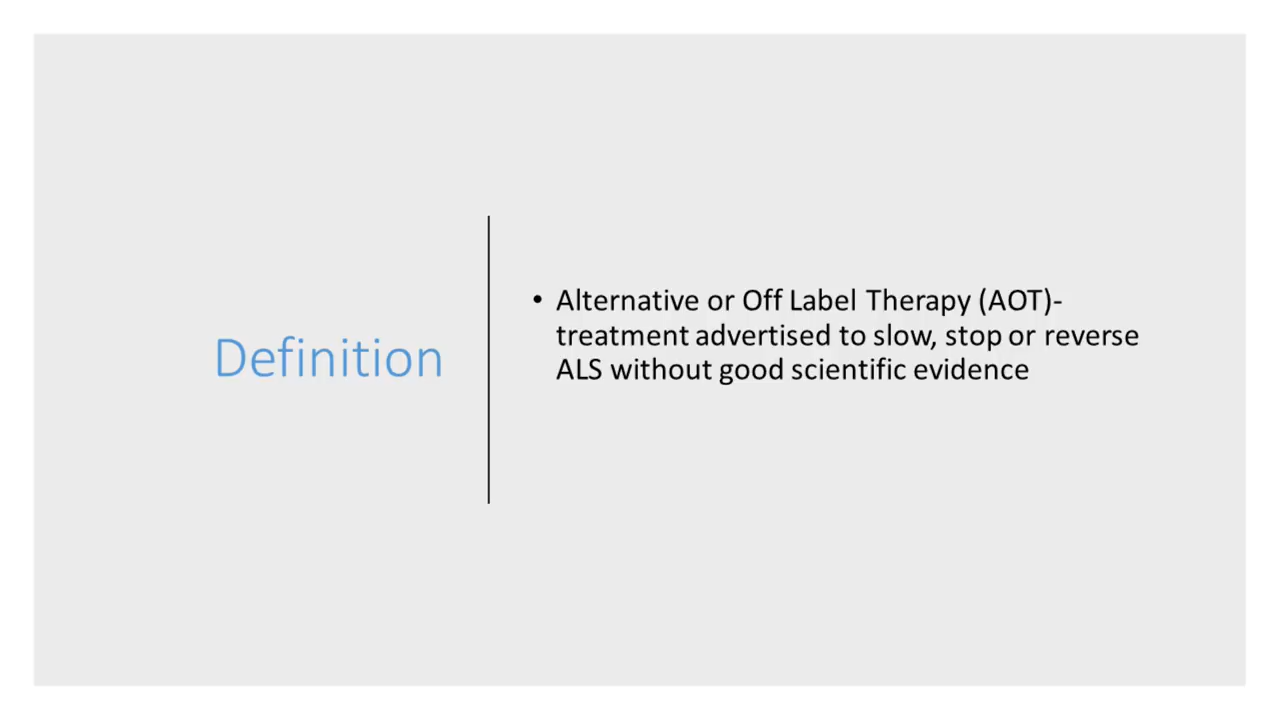 Definition
• Alternative or Off Label Therapy (AOT)-
treatment advertised to slow, stop or reverse
ALS without good scientific evidence